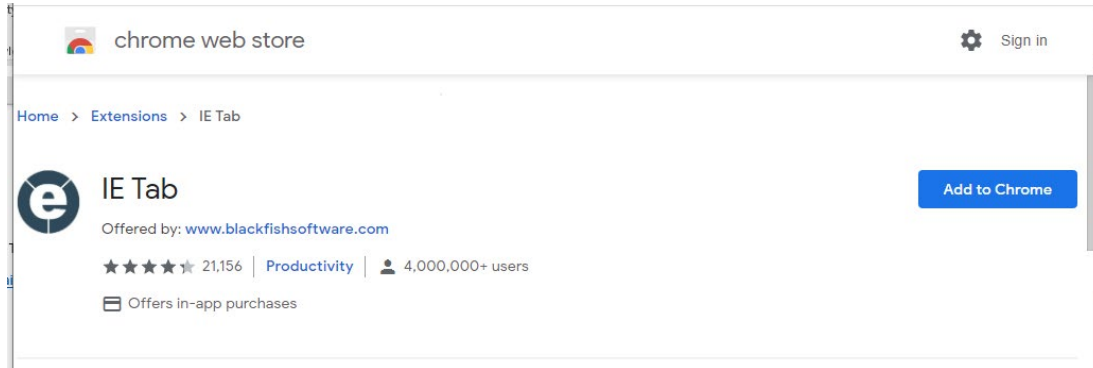 chrome web store
Sign in
Home > Extensions > IE Tab
IE Tab
Add to Chrome
Offered by: www.blackfishsoftware.com
21,156 | Productivity | 4,000,000+ users
Offers in-app purchases